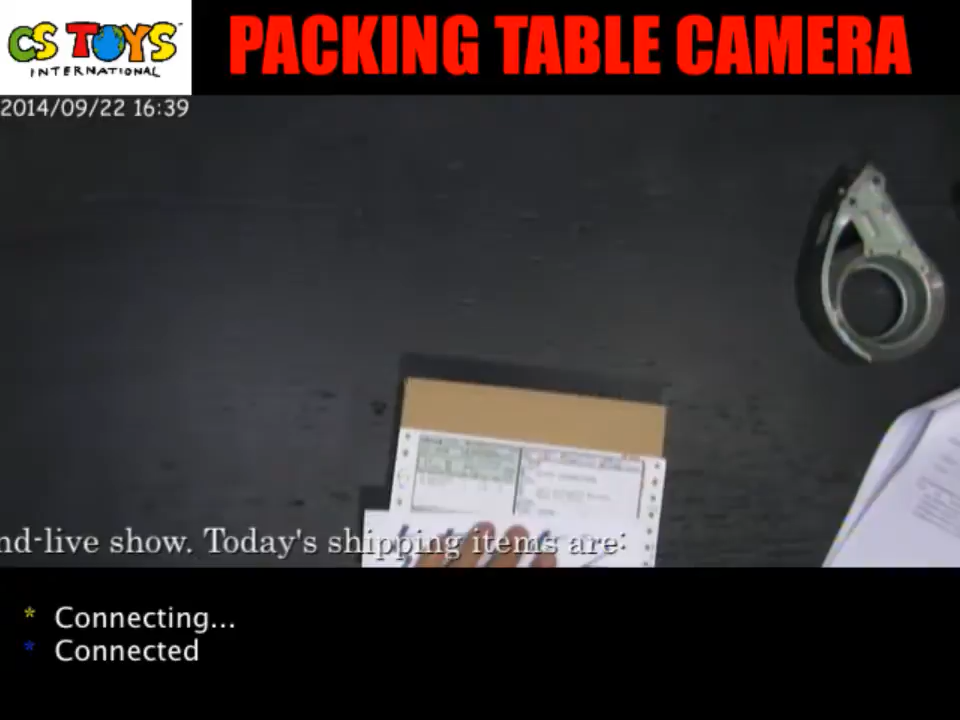 CS TOYS
INTERNATIONAL
PACKING TABLE CAMERA
2014/09/22 16:39
nd-live show. Today's shipping items are:
* Connecting...
* Connected